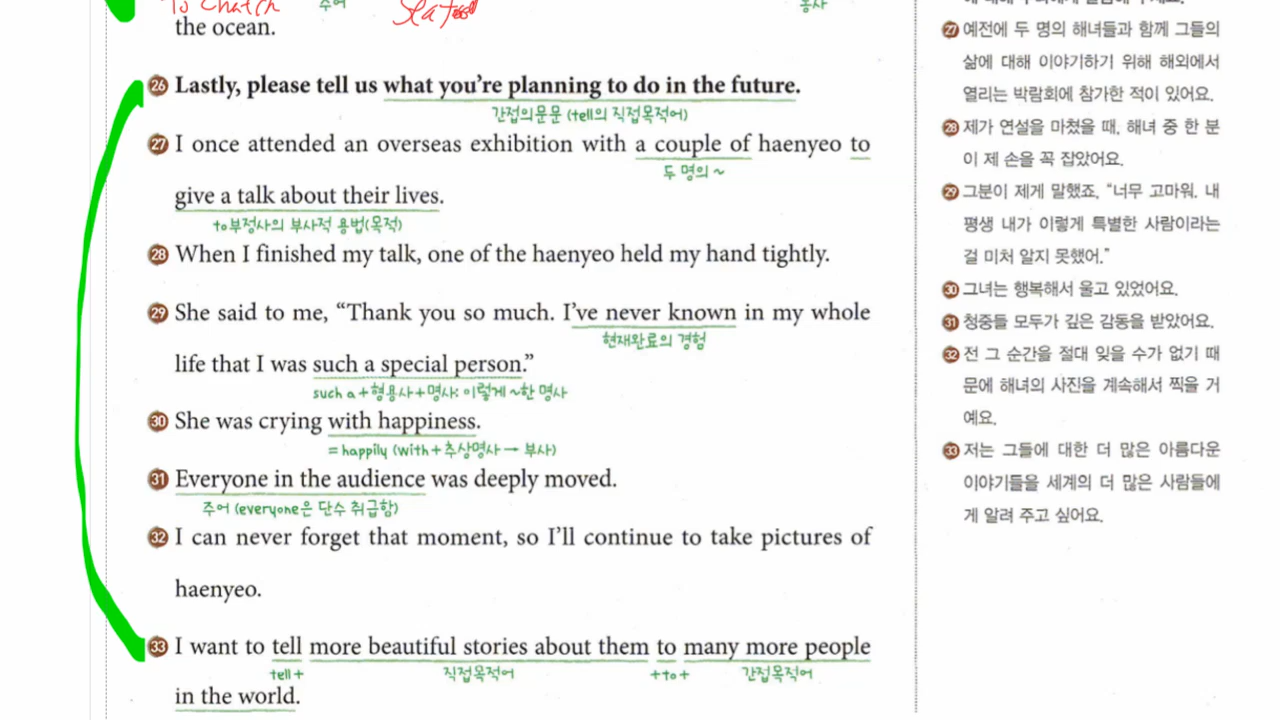 To Chatch 주어
동사
the ocean.
26 Lastly, please tell us what you're planning to do in the future.
간접의문문 (tell의 직접목적어)
27 I once attended an overseas exhibition with a couple of haenyeo to
두 명의 ~
give a talk about their lives.
to부정사의 부사적 용법(목적)
28 When I finished my talk, one of the haenyeo held my hand tightly.
29 She said to me, “Thank you so much. I've never known in my whole
현재완료의 경험
life that I was such a special person.”
such a+형용사+명사: 이렇게 ~한 명사
30 She was crying with happiness.
= happily (with+추상명사→ 부사)
31 Everyone in the audience was deeply moved.
주어 (everyone은 단수 취급함)
32 I can never forget that moment, so I'll continue to take pictures of
haenyeo.
33 I want to tell more beautiful stories about them to many more people
tell+ 직접목적어 +to+ 간접목적어
in the world.
27 예전에 두 명의 해녀들과 함께 그들의
삶에 대해 이야기하기 위해 해외에서
열리는 박람회에 참가한 적이 있어요.
28 제가 연설을 마쳤을 때, 해녀 중 한 분
이 제 손을 꼭 잡았어요.
29 그분이 제게 말했죠, “너무 고마워. 내
평생 내가 이렇게 특별한 사람이라는
걸 미처 알지 못했어.”
30 그녀는 행복해서 울고 있었어요.
31 청중들 모두가 깊은 감동을 받았어요.
32 전 그 순간을 절대 잊을 수가 없기 때
문에 해녀의 사진을 계속해서 찍을 거
예요.
33 저는 그들에 대한 더 많은 아름다운
이야기들을 세계의 더 많은 사람들에
게 알려 주고 싶어요.